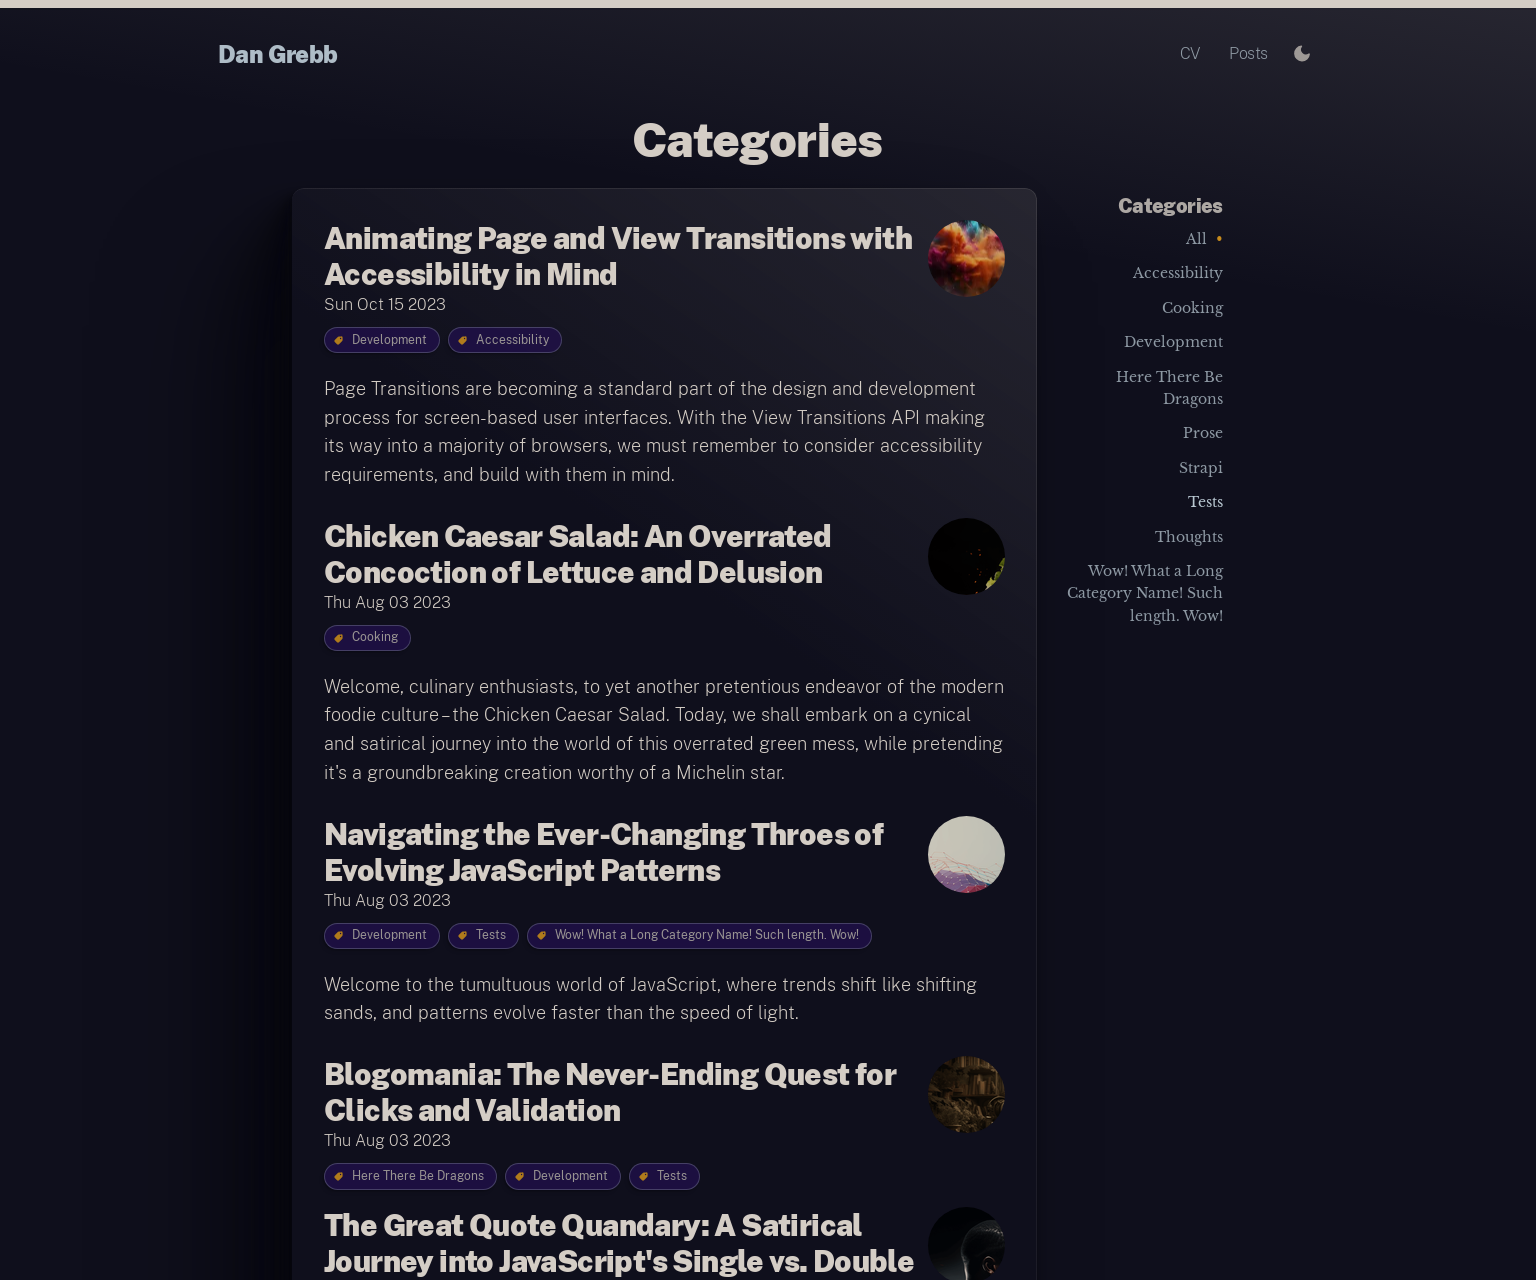 Dan Grebb
CV
Posts
Categories
Animating Page and View Transitions with
Accessibility in Mind
Sun Oct 15 2023
Development
Accessibility
Page Transitions are becoming a standard part of the design and development
process for screen-based user interfaces. With the View Transitions API making
its way into a majority of browsers, we must remember to consider accessibility
requirements, and build with them in mind.
Chicken Caesar Salad: An Overrated
Concoction of Lettuce and Delusion
Thu Aug 03 2023
Cooking
Welcome, culinary enthusiasts, to yet another pretentious endeavor of the modern
foodie culture – the Chicken Caesar Salad. Today, we shall embark on a cynical
and satirical journey into the world of this overrated green mess, while pretending
it's a groundbreaking creation worthy of a Michelin star.
Navigating the Ever-Changing Throes of
Evolving JavaScript Patterns
Thu Aug 03 2023
Development
Tests
Wow! What a Long Category Name! Such length. Wow!
Welcome to the tumultuous world of JavaScript, where trends shift like shifting
sands, and patterns evolve faster than the speed of light.
Blogomania: The Never-Ending Quest for
Clicks and Validation
Thu Aug 03 2023
Here There Be Dragons
Development
Tests
The Great Quote Quandary: A Satirical
Journey into JavaScript's Single vs. Double
Categories
All
Accessibility
Cooking
Development
Here There Be
Dragons
Prose
Strapi
Tests
Thoughts
Wow! What a Long
Category Name! Such
length. Wow!